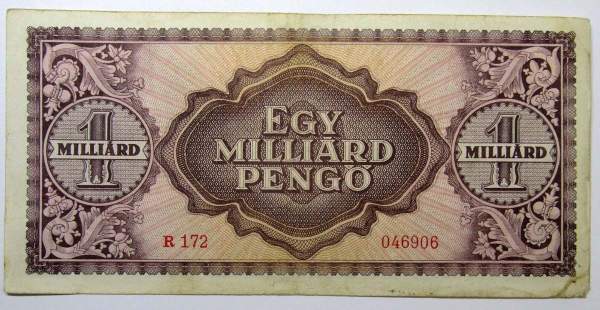 EGY
MILLIÁRD
PENGŐ
1
MILLIÁRD
1
MILLIÁRD
R 172
046906